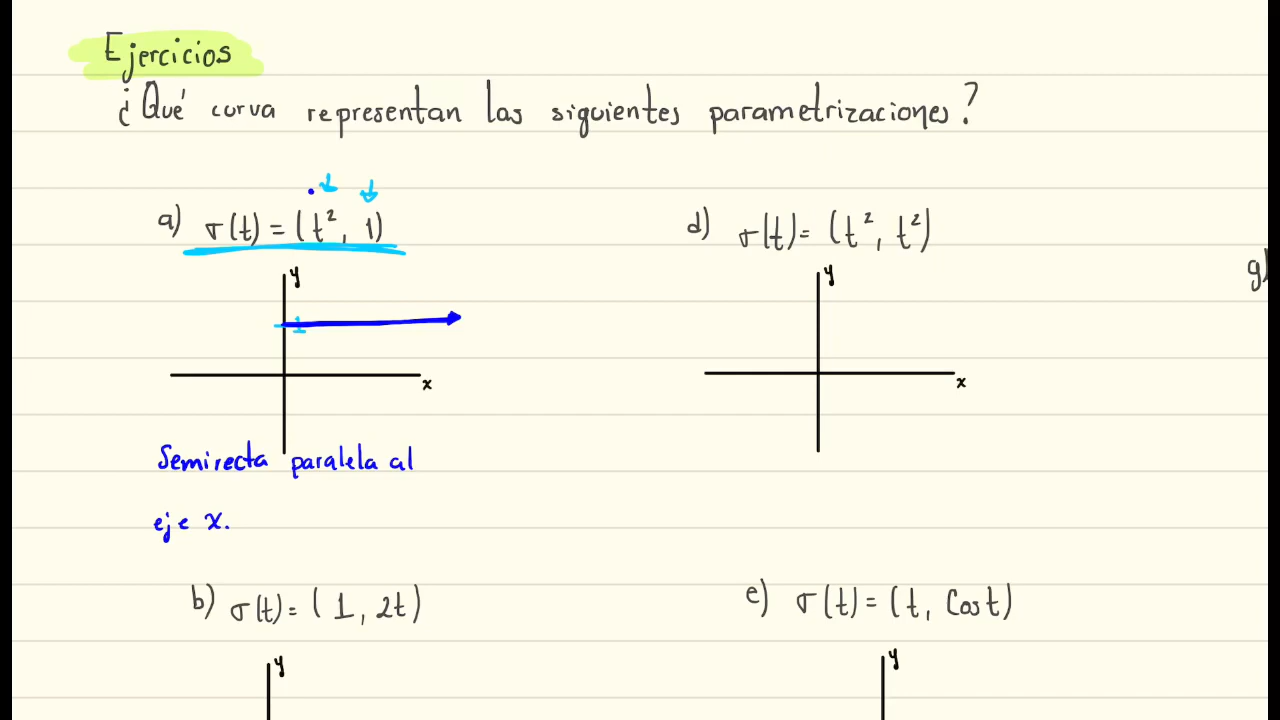 Ejercicios
¿Qué curva representan las siguientes parametrizaciones?
a) σ(t) = (t², 1)
y
1
x
Semirecta paralela al
eje x.
d) σ(t) = (t², t²)
y
x
g)
b) σ(t) = (1, 2t)
y
e) σ(t) = (t, Cos t)
y